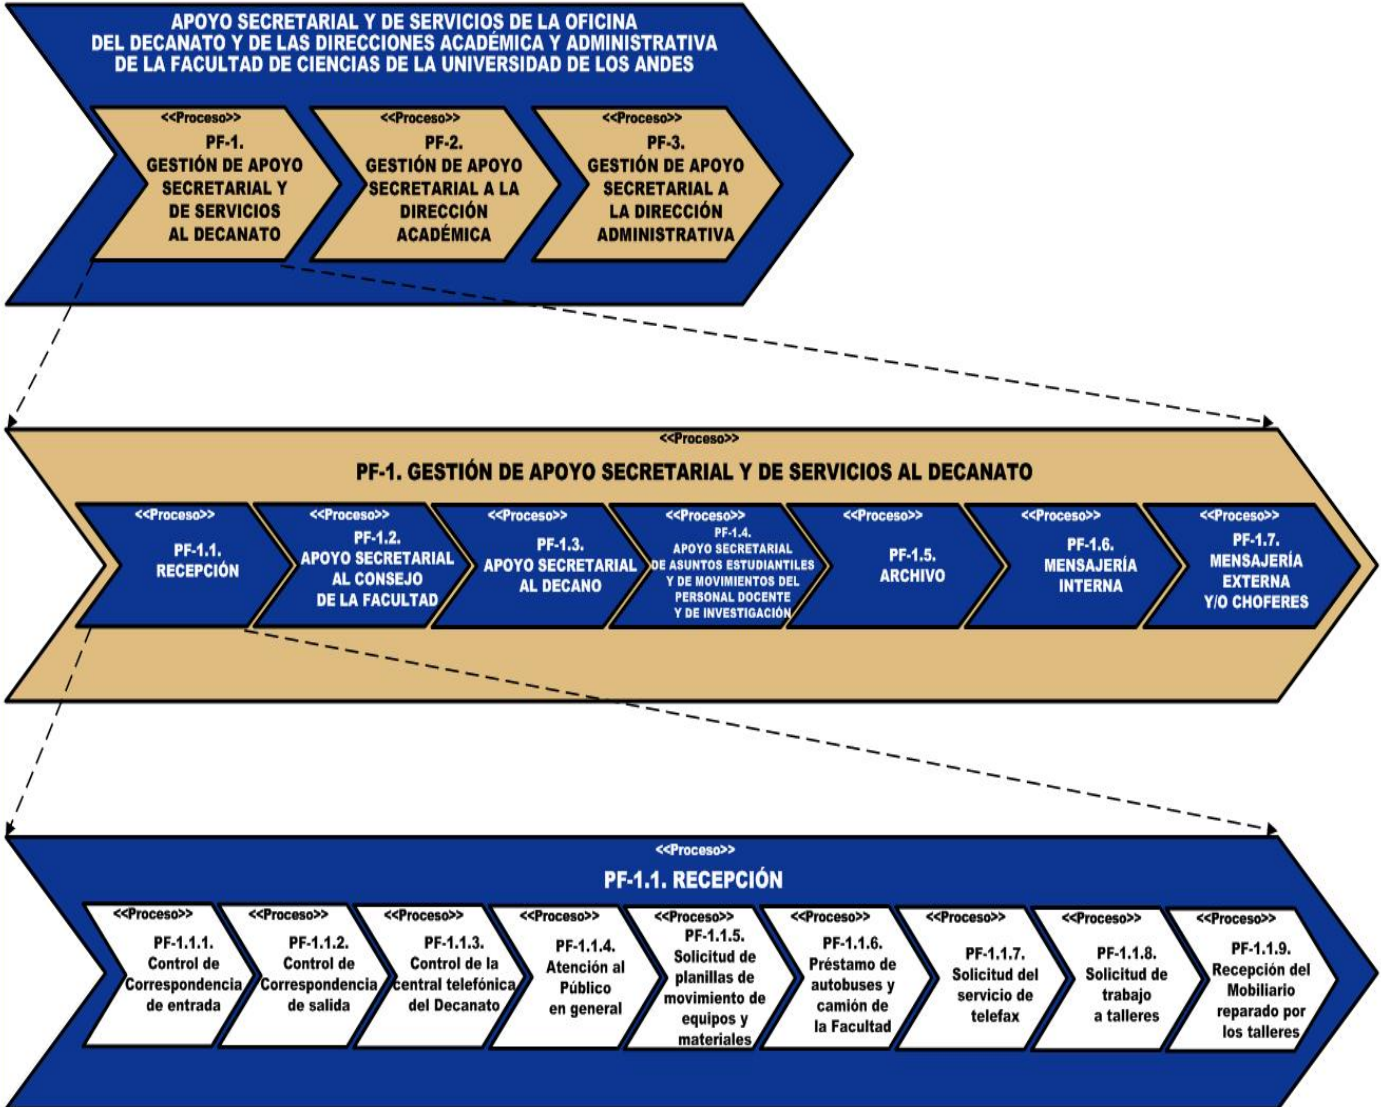 APOYO SECRETARIAL Y DE SERVICIOS DE LA OFICINA
DEL DECANATO Y DE LAS DIRECCIONES ACADÉMICA Y ADMINISTRATIVA
DE LA FACULTAD DE CIENCIAS DE LA UNIVERSIDAD DE LOS ANDES
<<Proceso>>
PF-1.
GESTIÓN DE APOYO
SECRETARIAL Y
DE SERVICIOS
AL DECANATO
<<Proceso>>
PF-2.
GESTIÓN DE APOYO
SECRETARIAL A LA
DIRECCIÓN
ACADÉMICA
<<Proceso>>
PF-3.
GESTIÓN DE APOYO
SECRETARIAL A
LA DIRECCIÓN
ADMINISTRATIVA
<<Proceso>>
PF-1. GESTIÓN DE APOYO SECRETARIAL Y DE SERVICIOS AL DECANATO
<<Proceso>>
PF-1.1.
RECEPCIÓN
<<Proceso>>
PF-1.2.
APOYO SECRETARIAL
AL CONSEJO
DE LA FACULTAD
<<Proceso>>
PF-1.3.
APOYO SECRETARIAL
AL DECANO
<<Proceso>>
PF-1.4.
APOYO SECRETARIAL
DE ASUNTOS ESTUDIANTILES
Y DE MOVIMIENTOS DEL
PERSONAL DOCENTE
Y DE INVESTIGACIÓN
<<Proceso>>
PF-1.5.
ARCHIVO
<<Proceso>>
PF-1.6.
MENSAJERÍA
INTERNA
<<Proceso>>
PF-1.7.
MENSAJERÍA
EXTERNA
Y/O CHOFERES
<<Proceso>>
PF-1.1. RECEPCIÓN
<<Proceso>>
PF-1.1.1.
Control de
Correspondencia
de entrada
<<Proceso>>
PF-1.1.2.
Control de
Correspondencia
de salida
<<Proceso>>
PF-1.1.3.
Control de la
central telefónica
del Decanato
<<Proceso>>
PF-1.1.4.
Atención al
Público
en general
<<Proceso>>
PF-1.1.5.
Solicitud de
planillas de
movimiento de
equipos y
materiales
<<Proceso>>
PF-1.1.6.
Préstamo de
autobuses y
camión de
la Facultad
<<Proceso>>
PF-1.1.7.
Solicitud del
servicio de
telefax
<<Proceso>>
PF-1.1.8.
Solicitud de
trabajo
a talleres
<<Proceso>>
PF-1.1.9.
Recepción del
Mobiliario
reparado por
los talleres